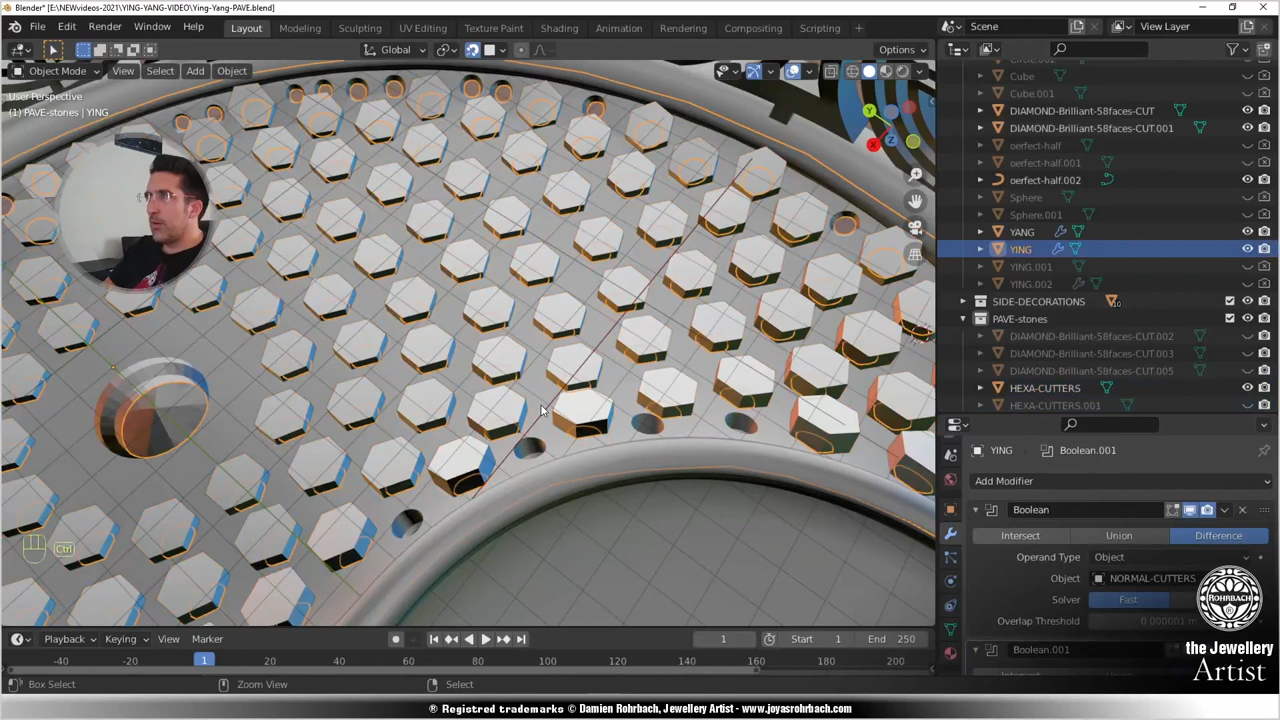 Blender* [E:\NEWvideos-2021\YING-YANG-VIDEO\Ying-Yang-PAVE.blend]
File Edit Render Window Help Layout Modeling Sculpting UV Editing Texture Paint Shading Animation Rendering Compositing Scripting + Scene View Layer
Global Options
Object Mode View Select Add Object
User Perspective
(1) PAVE-stones | YING
Y
X
Z
Ctrl
Cube
Cube.001
DIAMOND-Brilliant-58faces-CUT
DIAMOND-Brilliant-58faces-CUT.001
oerfect-half
oerfect-half.001
oerfect-half.002
Sphere
Sphere.001
YANG
YING
YING.001
YING.002
SIDE-DECORATIONS 10
PAVE-stones
DIAMOND-Brilliant-58faces-CUT.002
DIAMOND-Brilliant-58faces-CUT.003
DIAMOND-Brilliant-58faces-CUT.005
HEXA-CUTTERS
HEXA-CUTTERS.001
YING Boolean.001
Add Modifier
Boolean
Intersect Union Difference
Operand Type Object
Object NORMAL-CUTTERS
Solver Fast
Overlap Threshold 0.000001 m
Boolean.001
ROHRBACH
the Jewellery
Artist
Playback Keying View Marker 1 Start 1 End 250
-40 -20 1 20 40 60 80 100 120 140 160 180 200
Box Select Zoom View Select
® Registered trademarks © Damien Rohrbach, Jewellery Artist - www.joyasrohrbach.com